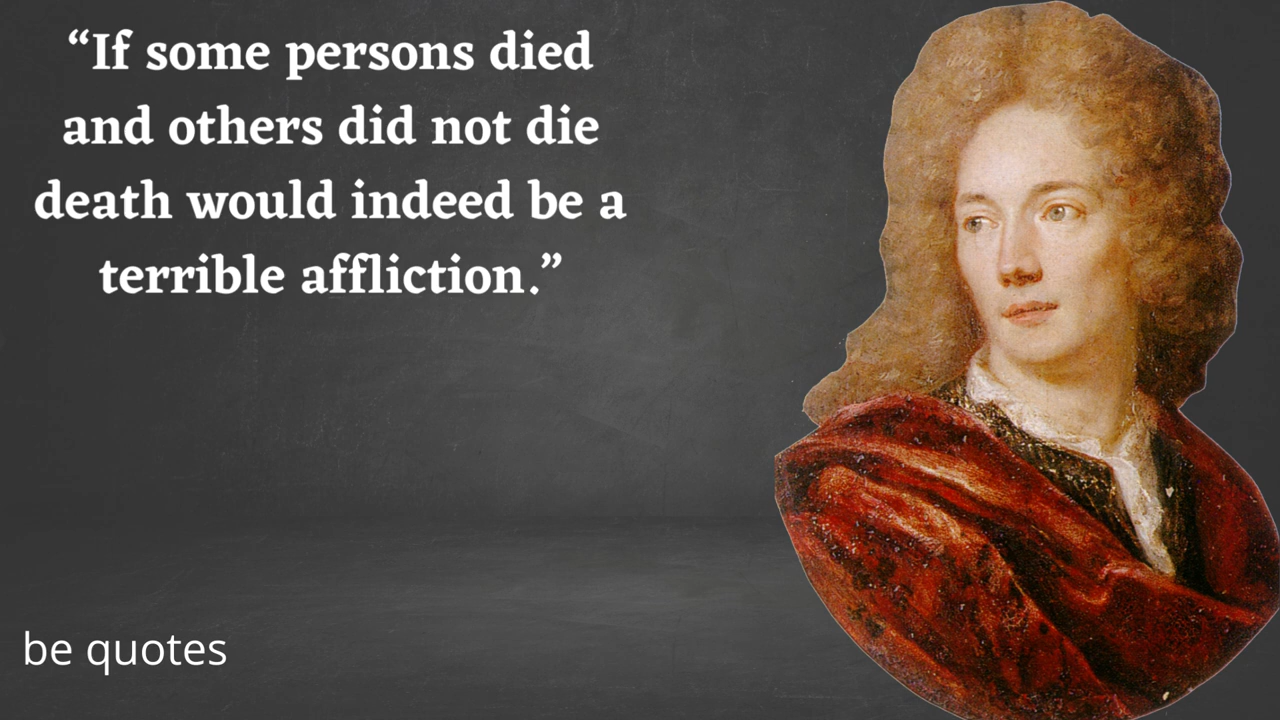 “If some persons died
and others did not die
death would indeed be a
terrible affliction.”
be quotes